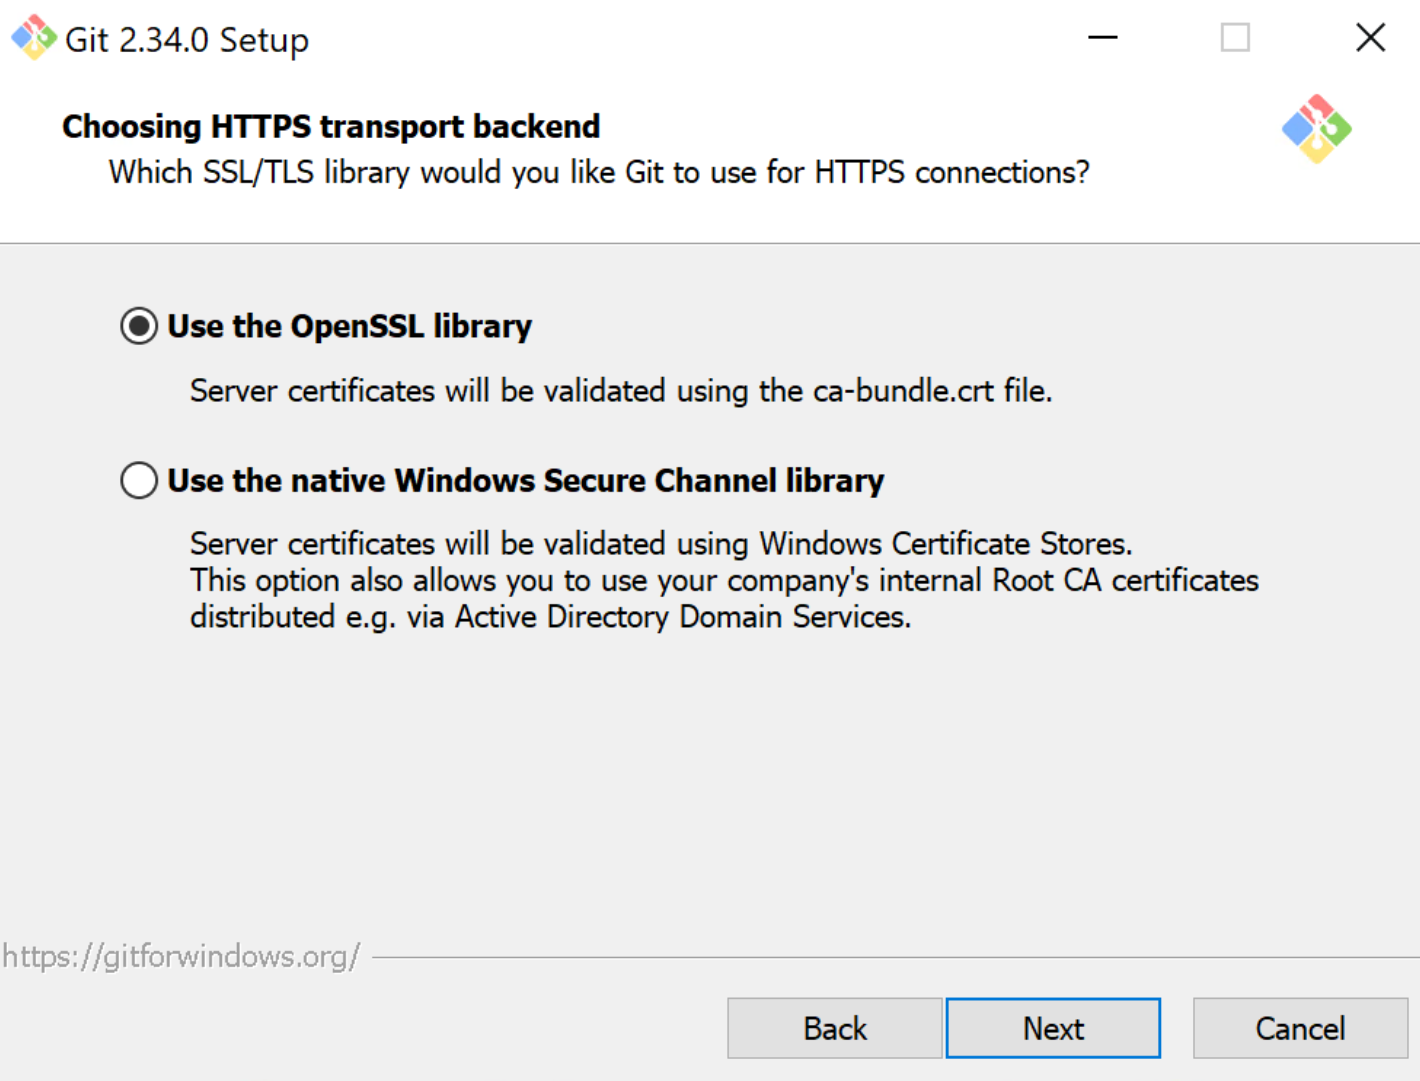 Git 2.34.0 Setup
Choosing HTTPS transport backend
Which SSL/TLS library would you like Git to use for HTTPS connections?
Use the OpenSSL library
Server certificates will be validated using the ca-bundle.crt file.
Use the native Windows Secure Channel library
Server certificates will be validated using Windows Certificate Stores.
This option also allows you to use your company's internal Root CA certificates
distributed e.g. via Active Directory Domain Services.
https://gitforwindows.org/
Back Next Cancel